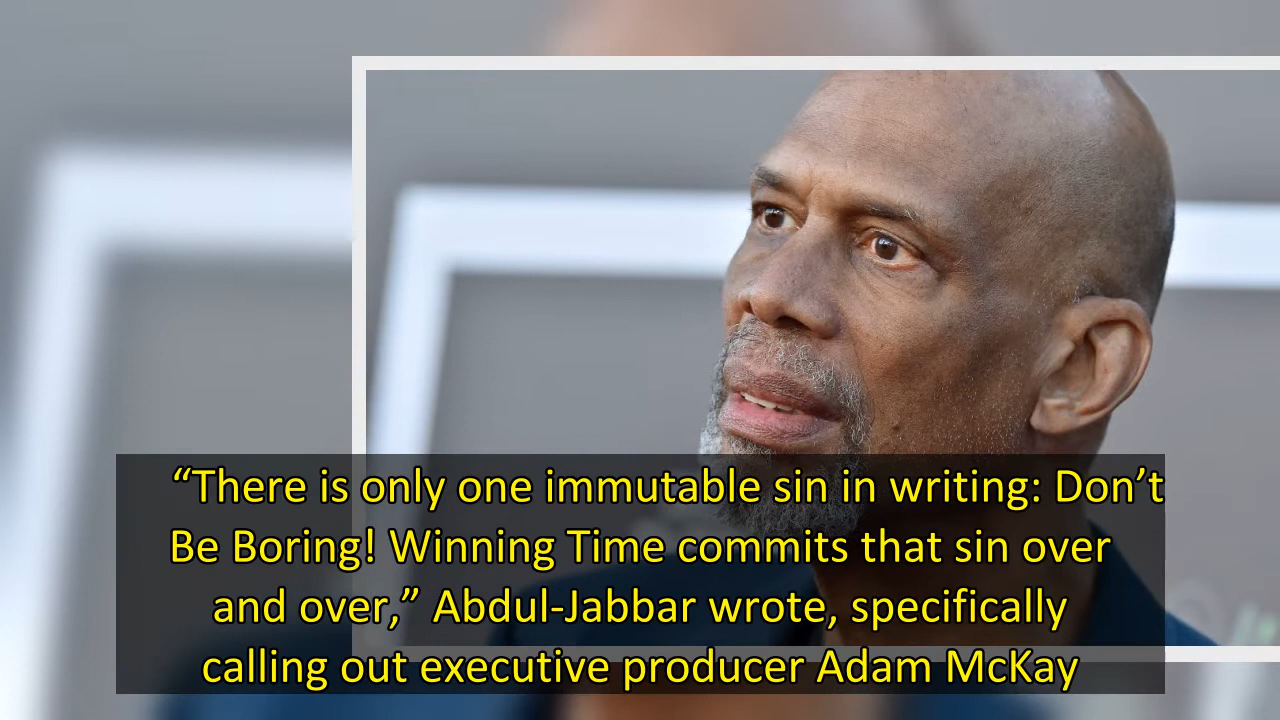 “There is only one immutable sin in writing: Don’t
Be Boring! Winning Time commits that sin over
and over,” Abdul-Jabbar wrote, specifically
calling out executive producer Adam McKay